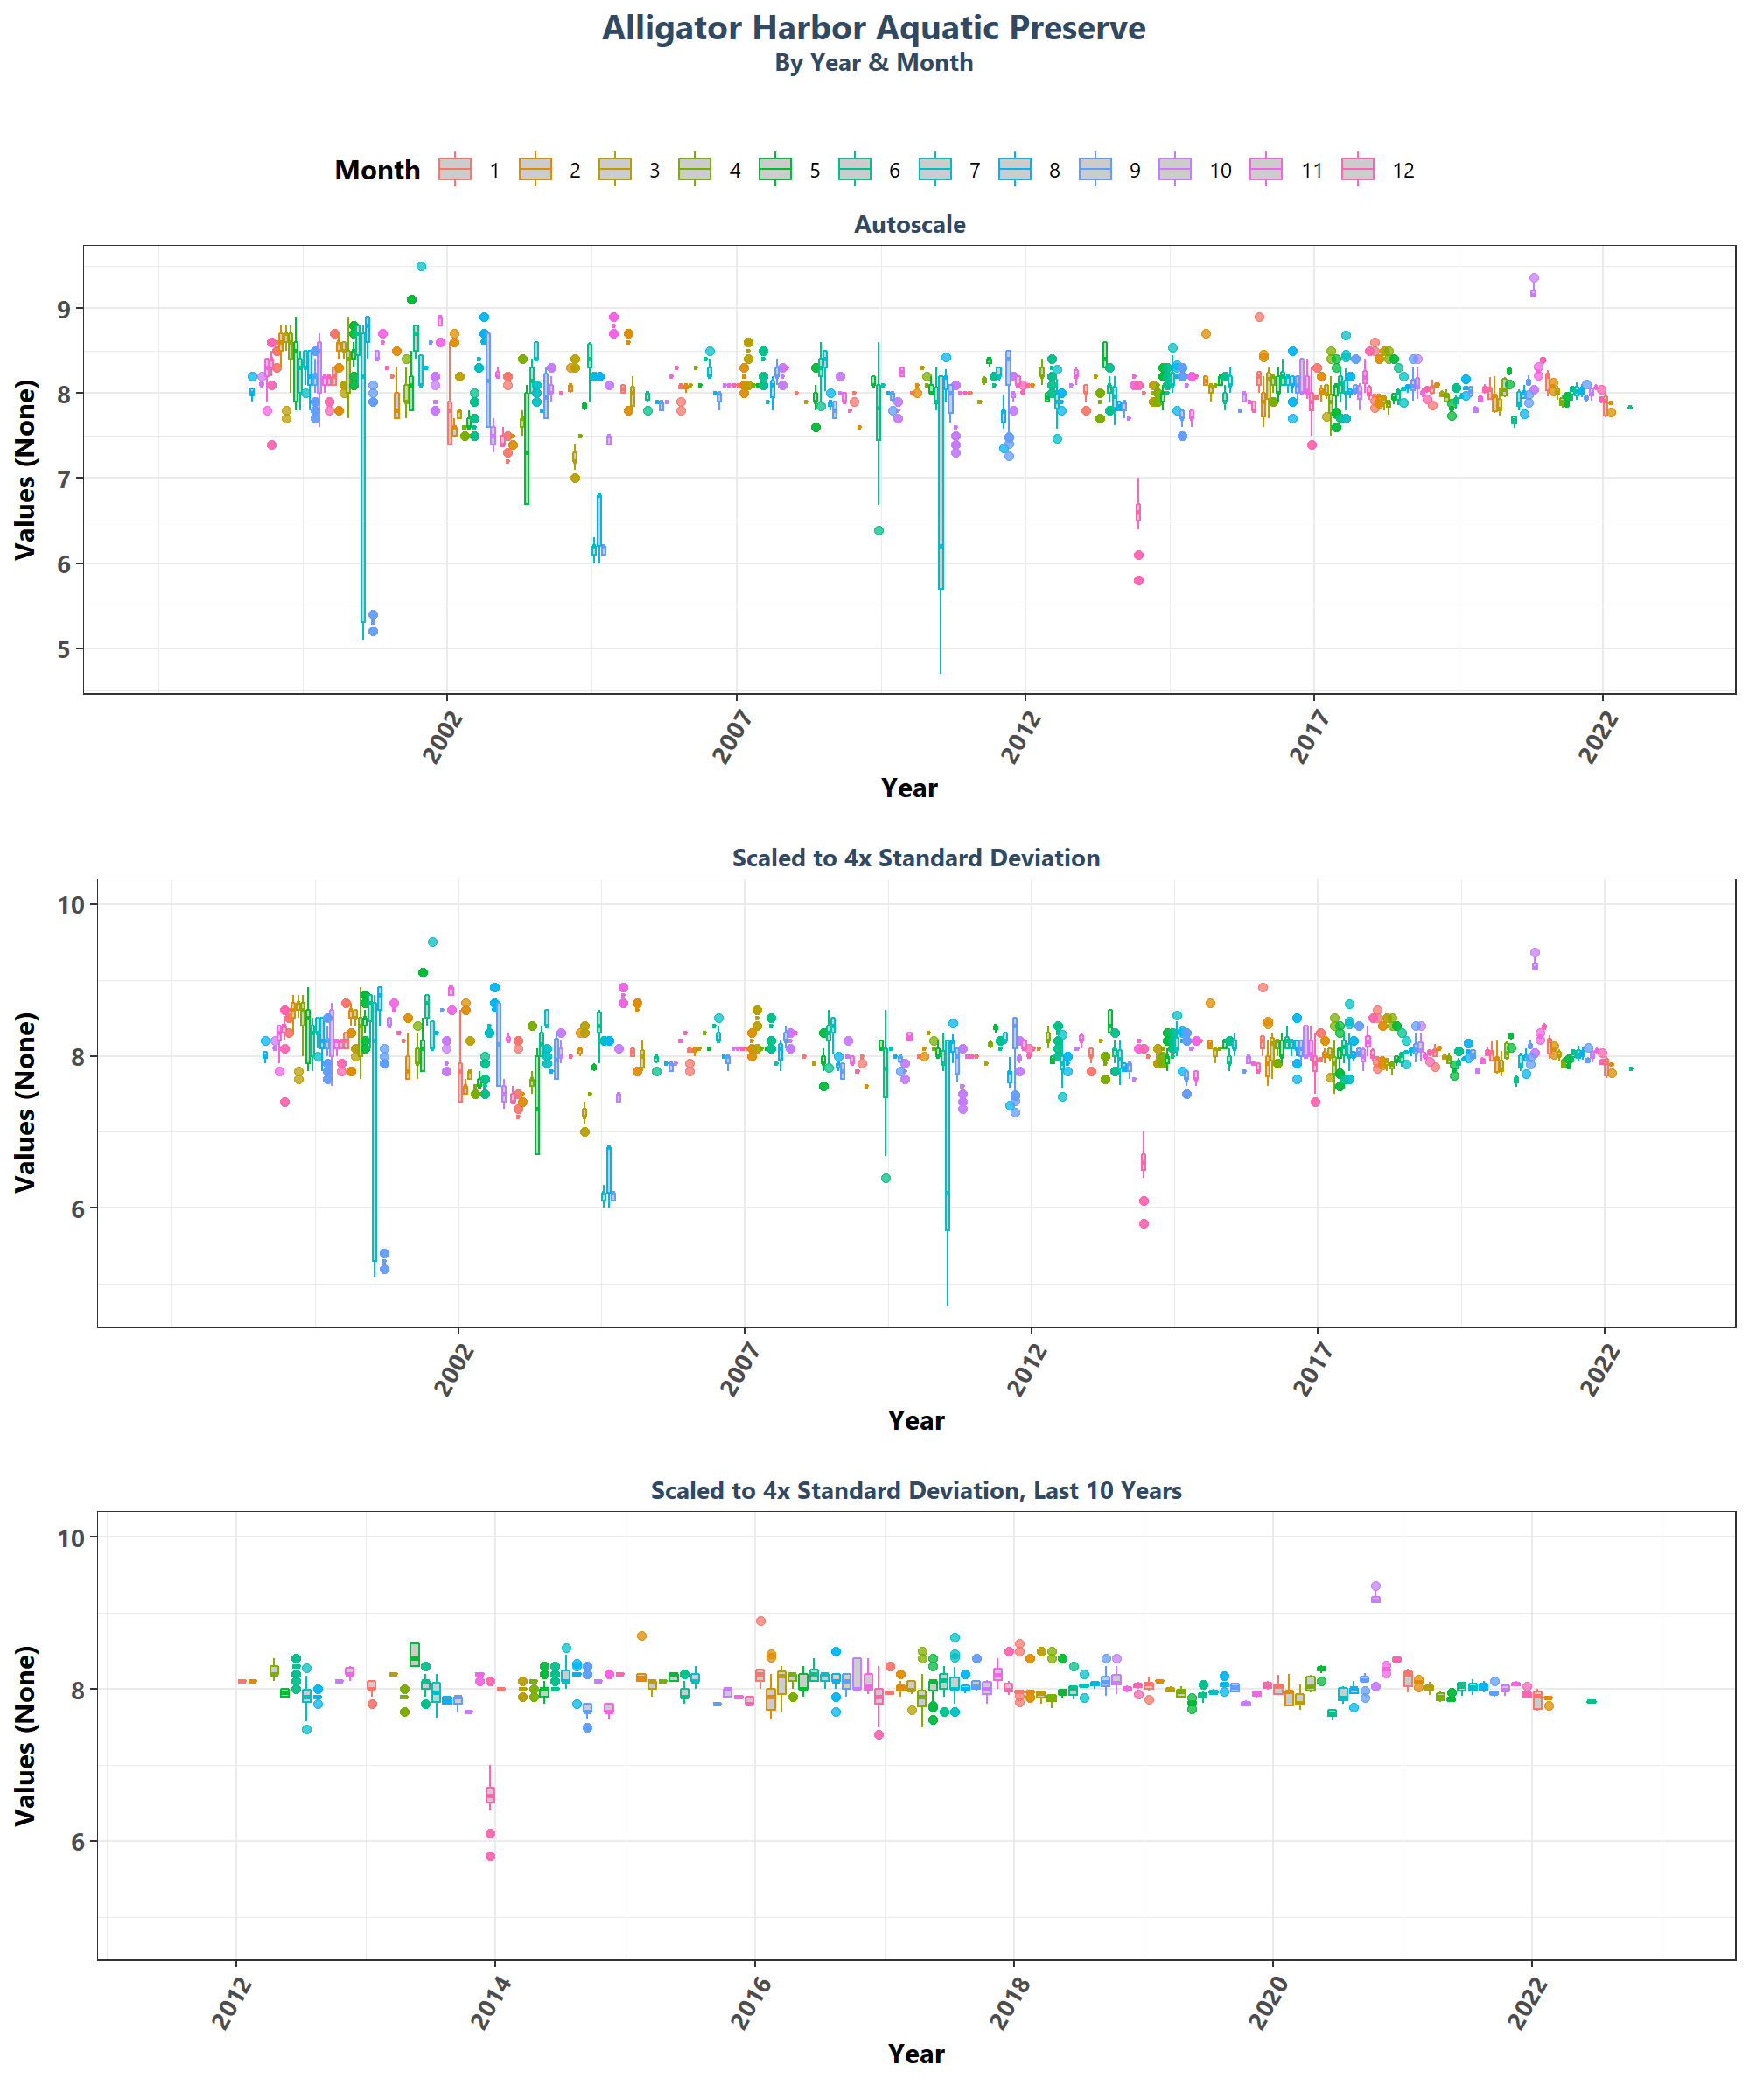 Alligator Harbor Aquatic Preserve
By Year & Month
Month 1 2 3 4 5 6 7 8 9 10 11 12
Autoscale
Values (None)
9
8
7
6
5
2002 2007 2012 2017 2022
Year
Scaled to 4x Standard Deviation
Values (None)
10
8
6
2002 2007 2012 2017 2022
Year
Scaled to 4x Standard Deviation, Last 10 Years
Values (None)
10
8
6
2012 2014 2016 2018 2020 2022
Year